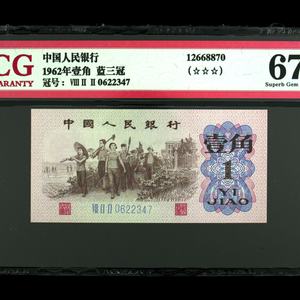 CG
ARANTY
中国人民银行
1962年壹角 蓝三冠
冠号: VIII II II 0622347
12668870
(☆☆☆)
67
Superb Gem
中国人民银行
壹角
1
YI
JIAO
VIII II II 0622347